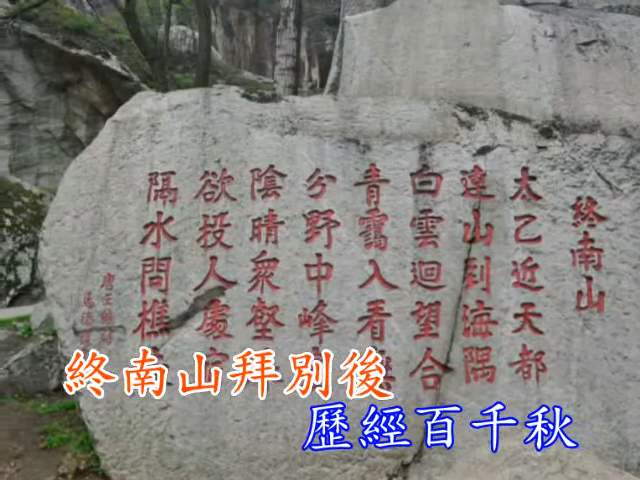 終南山
太乙近天都
連山到海隅
白雲迴望合
青靄入看
分野中峰
陰晴衆壑
欲投人處
隔水問樵
終南山拜別後
歷經百千秋